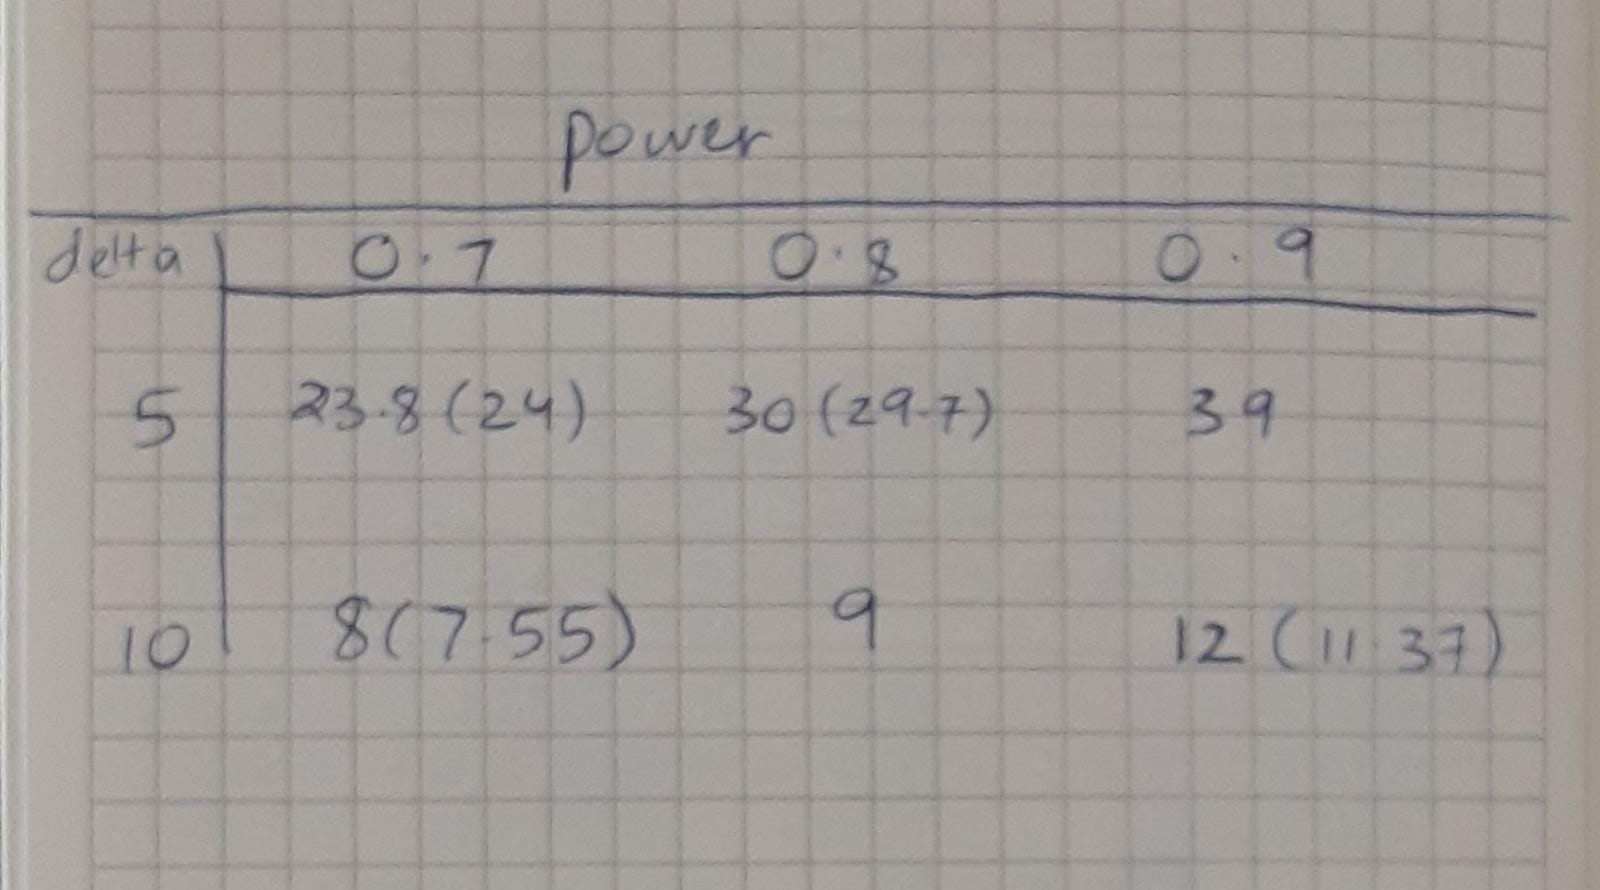 power
delta 0.7 0.8 0.9
5 23.8(24) 30(29.7) 39
10 8(7.55) 9 12(11.37)